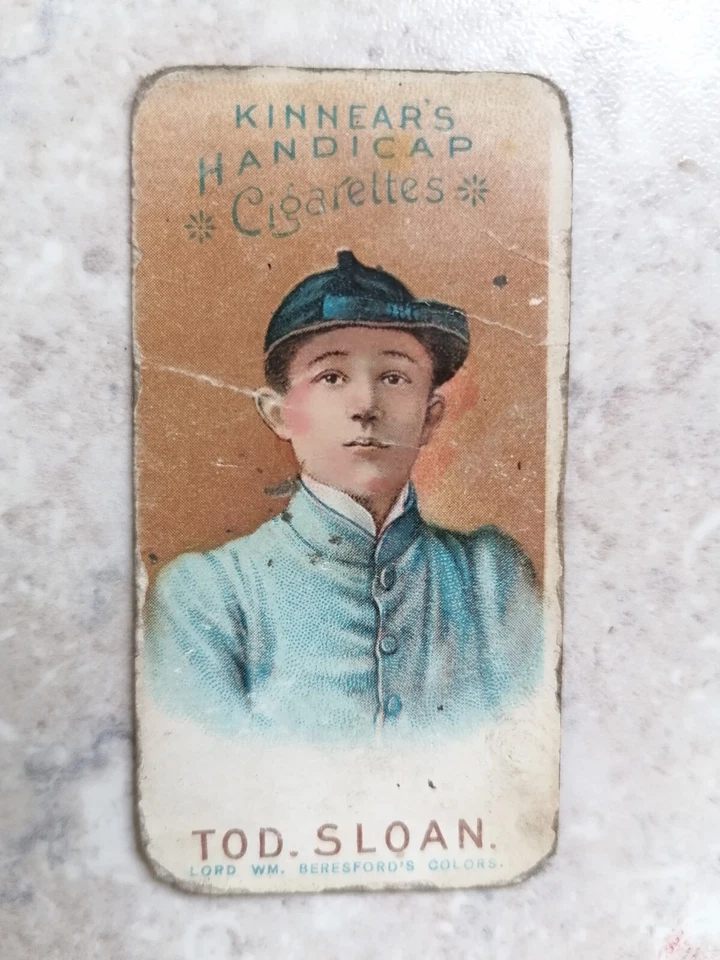 KINNEAR'S
HANDICAP
Cigarettes
TOD. SLOAN.
LORD WM. BERESFORD'S COLORS.